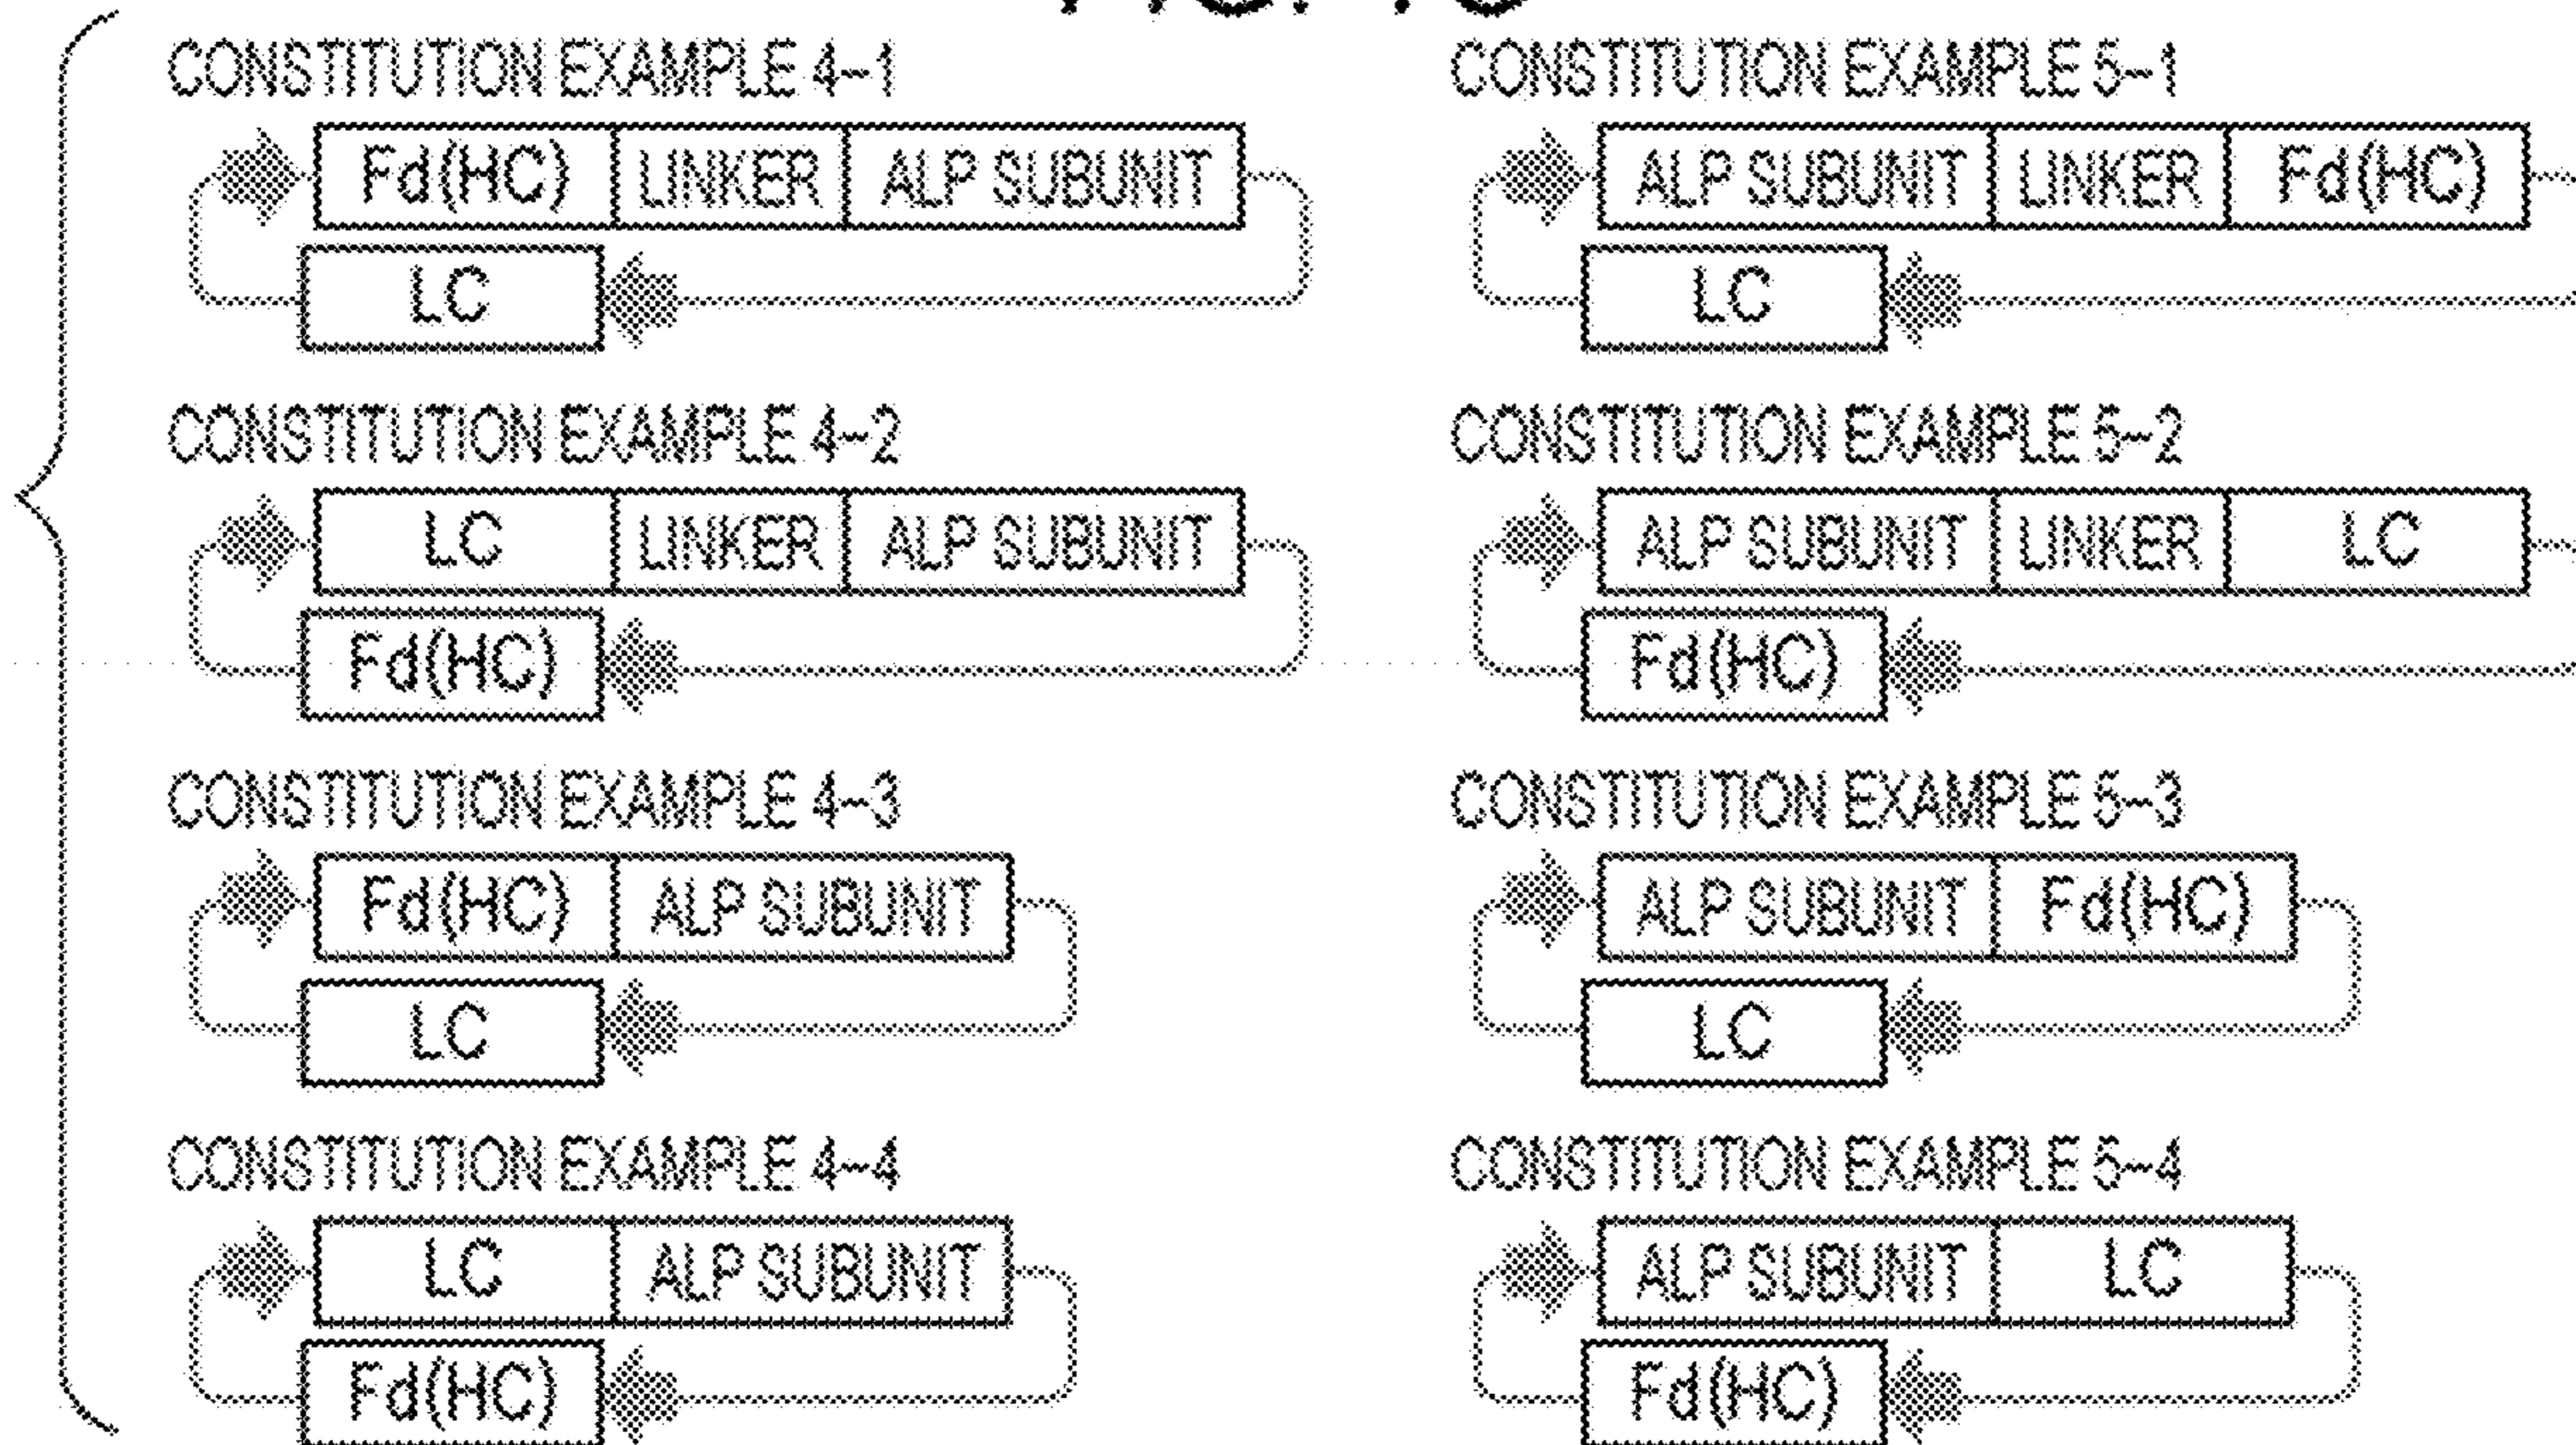 CONSTITUTION EXAMPLE 4-1
Fd(HC) LINKER ALP SUBUNIT
LC
CONSTITUTION EXAMPLE 4-2
LC LINKER ALP SUBUNIT
Fd(HC)
CONSTITUTION EXAMPLE 4-3
Fd(HC) ALP SUBUNIT
LC
CONSTITUTION EXAMPLE 4-4
LC ALP SUBUNIT
Fd(HC)
CONSTITUTION EXAMPLE 5-1
ALP SUBUNIT LINKER Fd(HC)
LC
CONSTITUTION EXAMPLE 5-2
ALP SUBUNIT LINKER LC
Fd(HC)
CONSTITUTION EXAMPLE 5-3
ALP SUBUNIT Fd(HC)
LC
CONSTITUTION EXAMPLE 5-4
ALP SUBUNIT LC
Fd(HC)